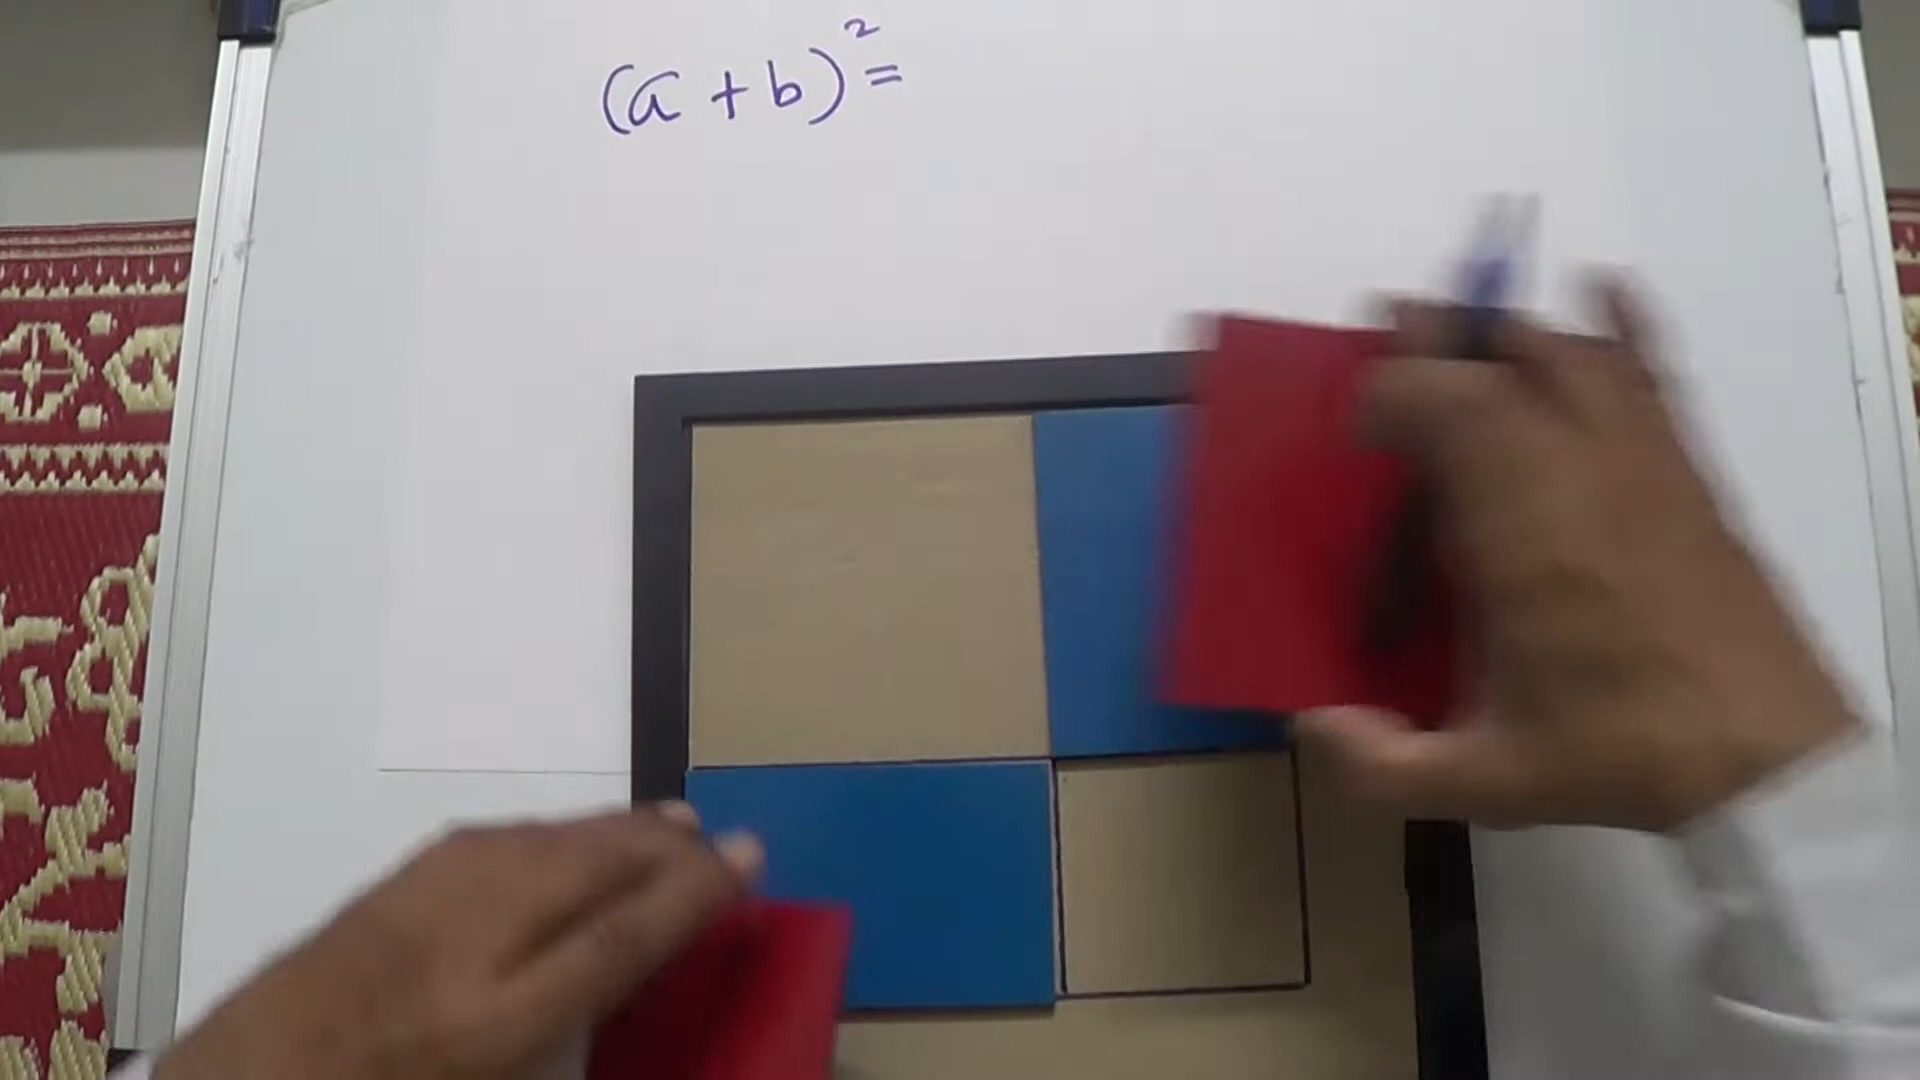 (a + b)² =